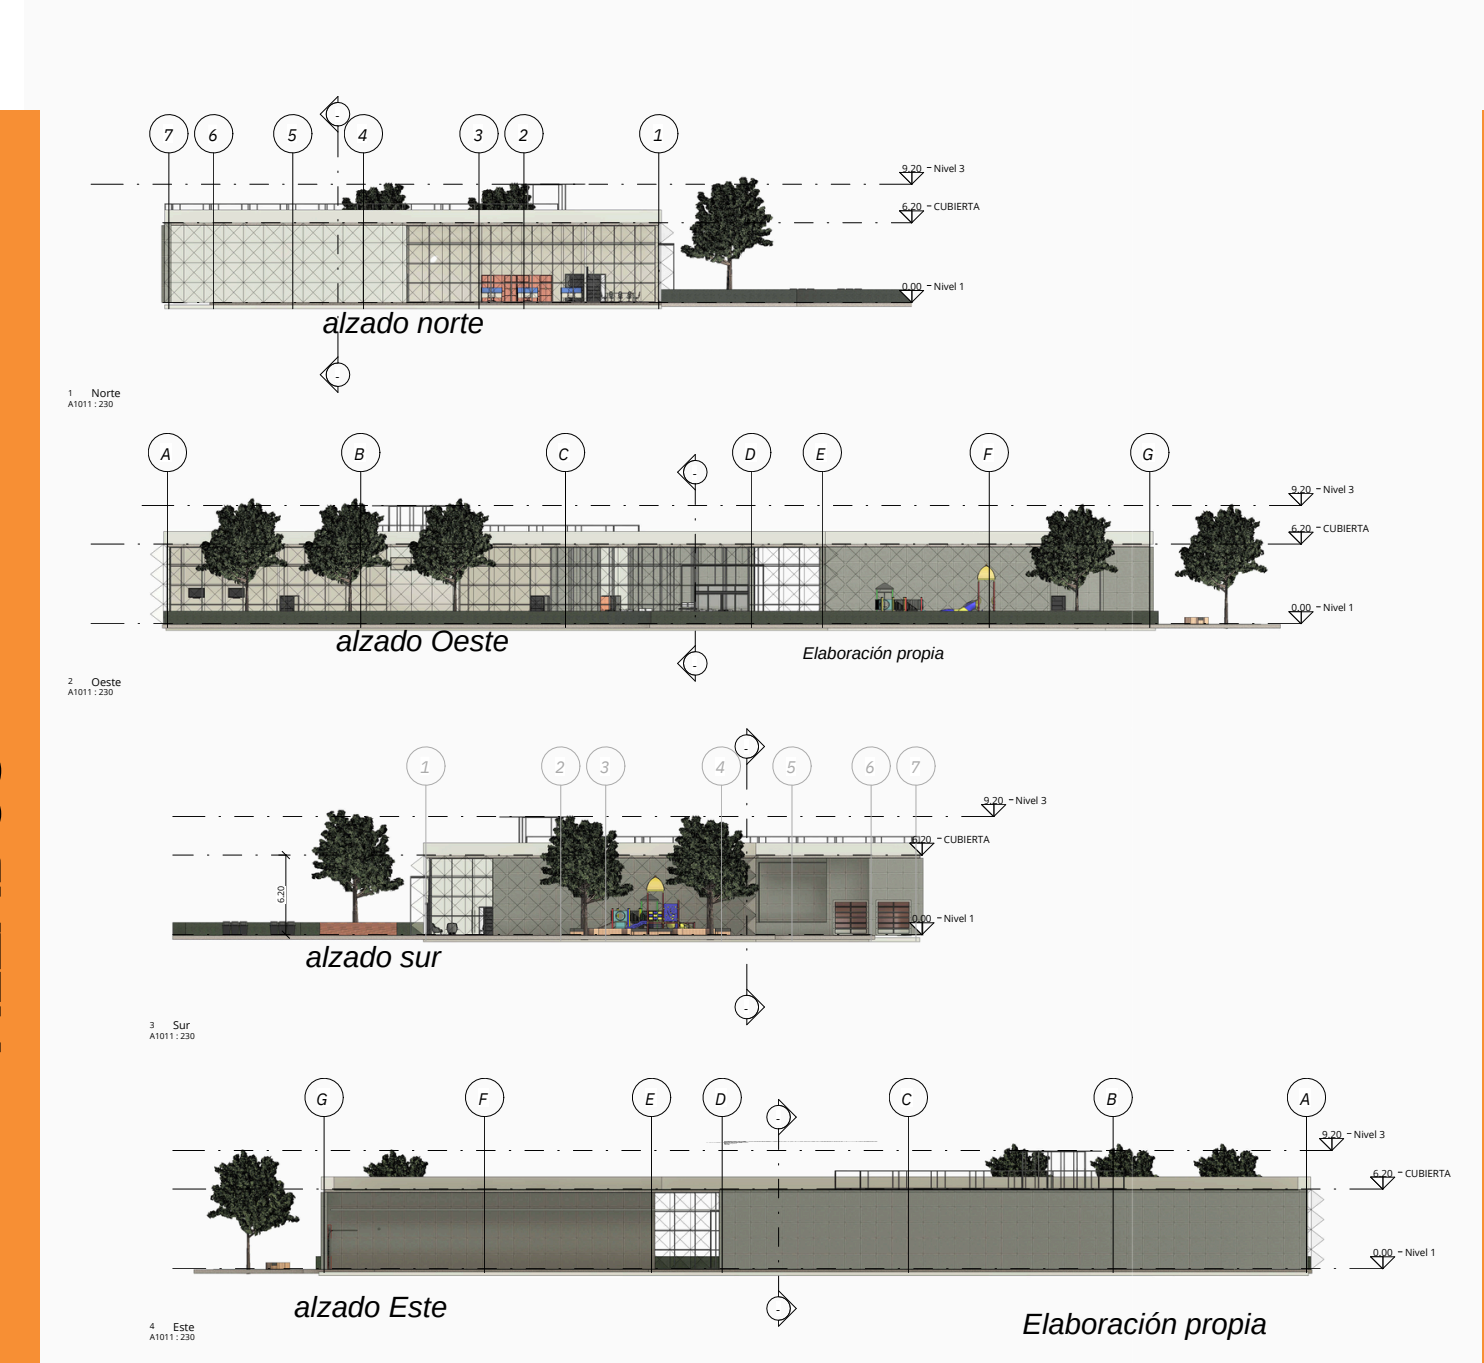 7 6 5 - 4 3 2 1
9.20 Nivel 3
6.20 CUBIERTA
0.00 Nivel 1
alzado norte
-
1 Norte
A1011 : 230
A B C - D E F G
9.20 Nivel 3
6.20 CUBIERTA
0.00 Nivel 1
alzado Oeste
Elaboración propia
-
2 Oeste
A1011 : 230
1 2 3 4 - 5 6 7
9.20 Nivel 3
6.20 CUBIERTA
6.20
0.00 Nivel 1
alzado sur
-
3 Sur
A1011 : 230
G F E D - C B A
9.20 Nivel 3
6.20 CUBIERTA
0.00 Nivel 1
alzado Este
-
Elaboración propia
4 Este
A1011 : 230